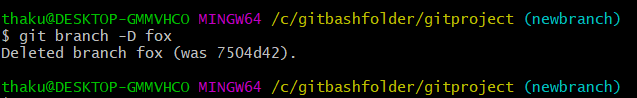 thaku@DESKTOP-GMMVHCO MINGW64 /c/gitbashfolder/gitproject (newbranch)
$ git branch -D fox
Deleted branch fox (was 7504d42).
thaku@DESKTOP-GMMVHCO MINGW64 /c/gitbashfolder/gitproject (newbranch)